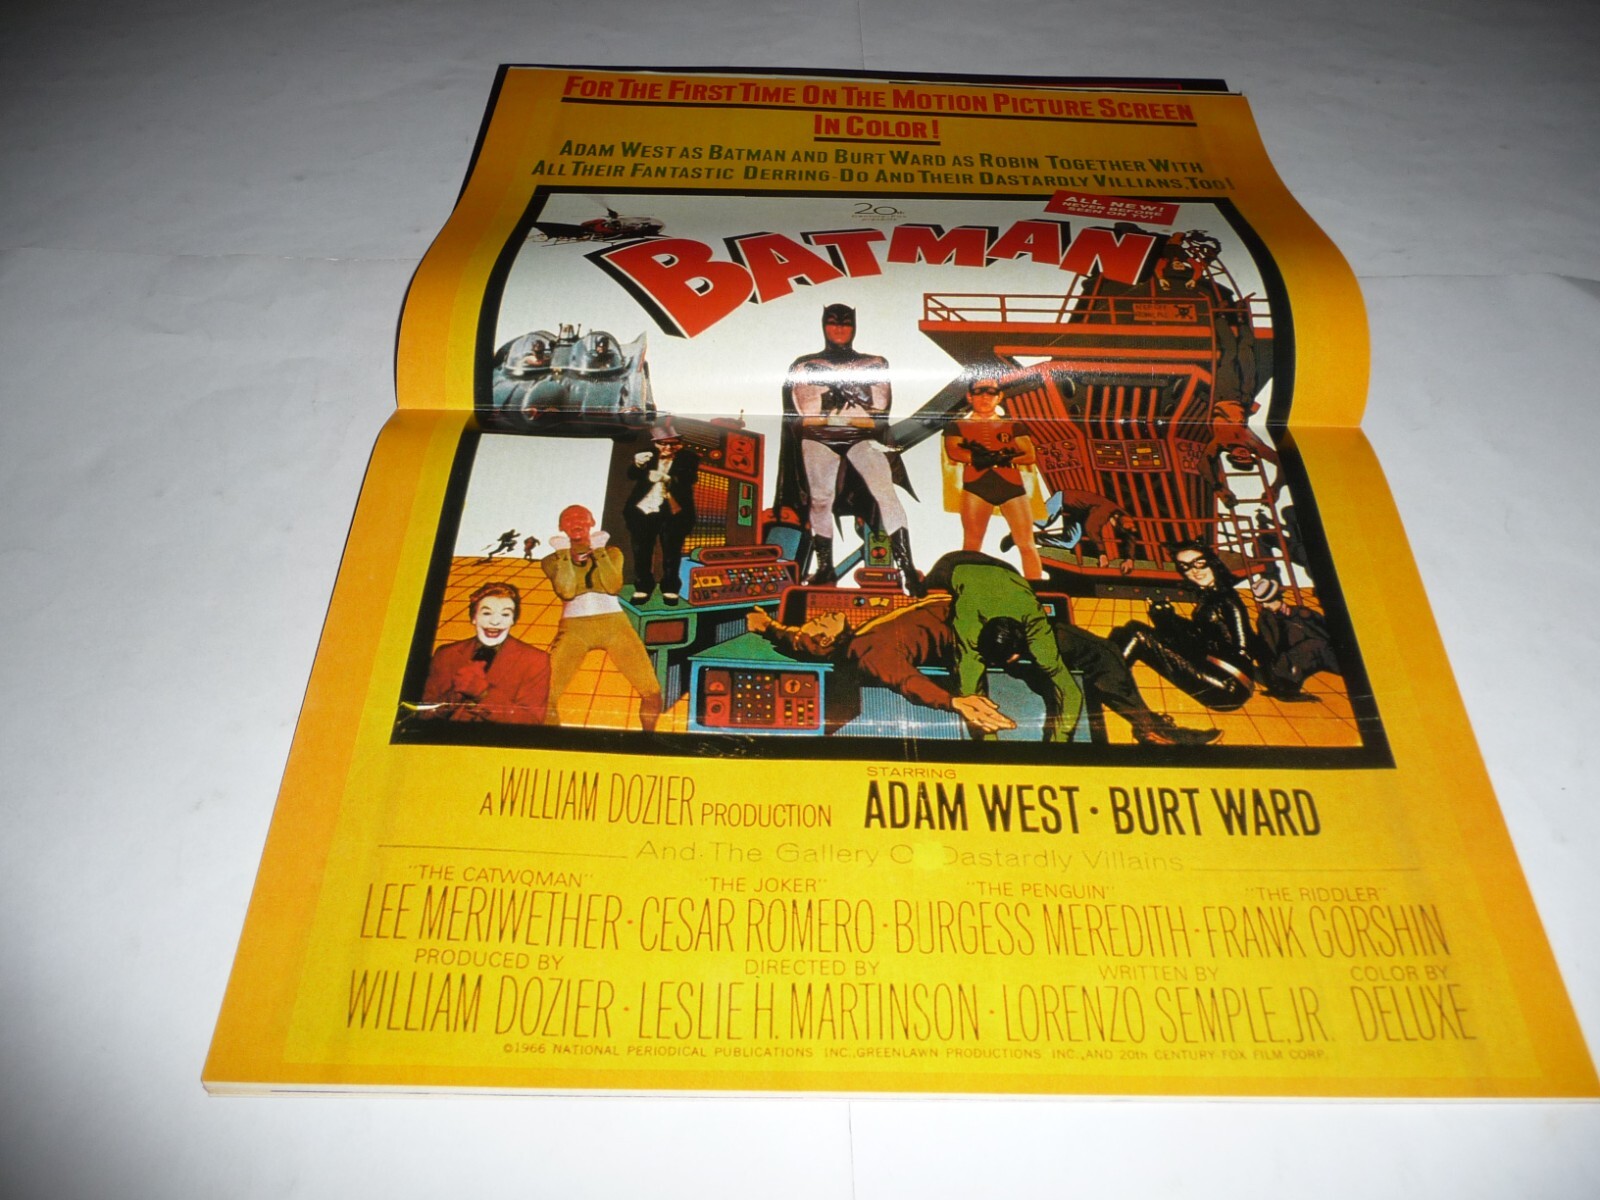 FOR THE FIRST TIME ON THE MOTION PICTURE SCREEN
IN COLOR!
ADAM WEST AS BATMAN AND BURT WARD AS ROBIN TOGETHER WITH
ALL THEIR FANTASTIC DERRING-DO AND THEIR DASTARDLY VILLIANS, TOO!
20th
ALL NEW!
NEVER BEFORE
SEEN ON TV!
BATMAN
A WILLIAM DOZIER PRODUCTION
STARRING
ADAM WEST · BURT WARD
And The Gallery Dastardly Villains
"THE CATWOMAN" "THE JOKER" "THE PENGUIN" "THE RIDDLER"
LEE MERIWETHER · CESAR ROMERO · BURGESS MEREDITH · FRANK GORSHIN
PRODUCED BY DIRECTED BY WRITTEN BY COLOR BY
WILLIAM DOZIER · LESLIE H. MARTINSON · LORENZO SEMPLE, JR. DELUXE
©1966 NATIONAL PERIODICAL PUBLICATIONS INC., GREENLAWN PRODUCTIONS INC., AND 20th CENTURY-FOX FILM CORP.